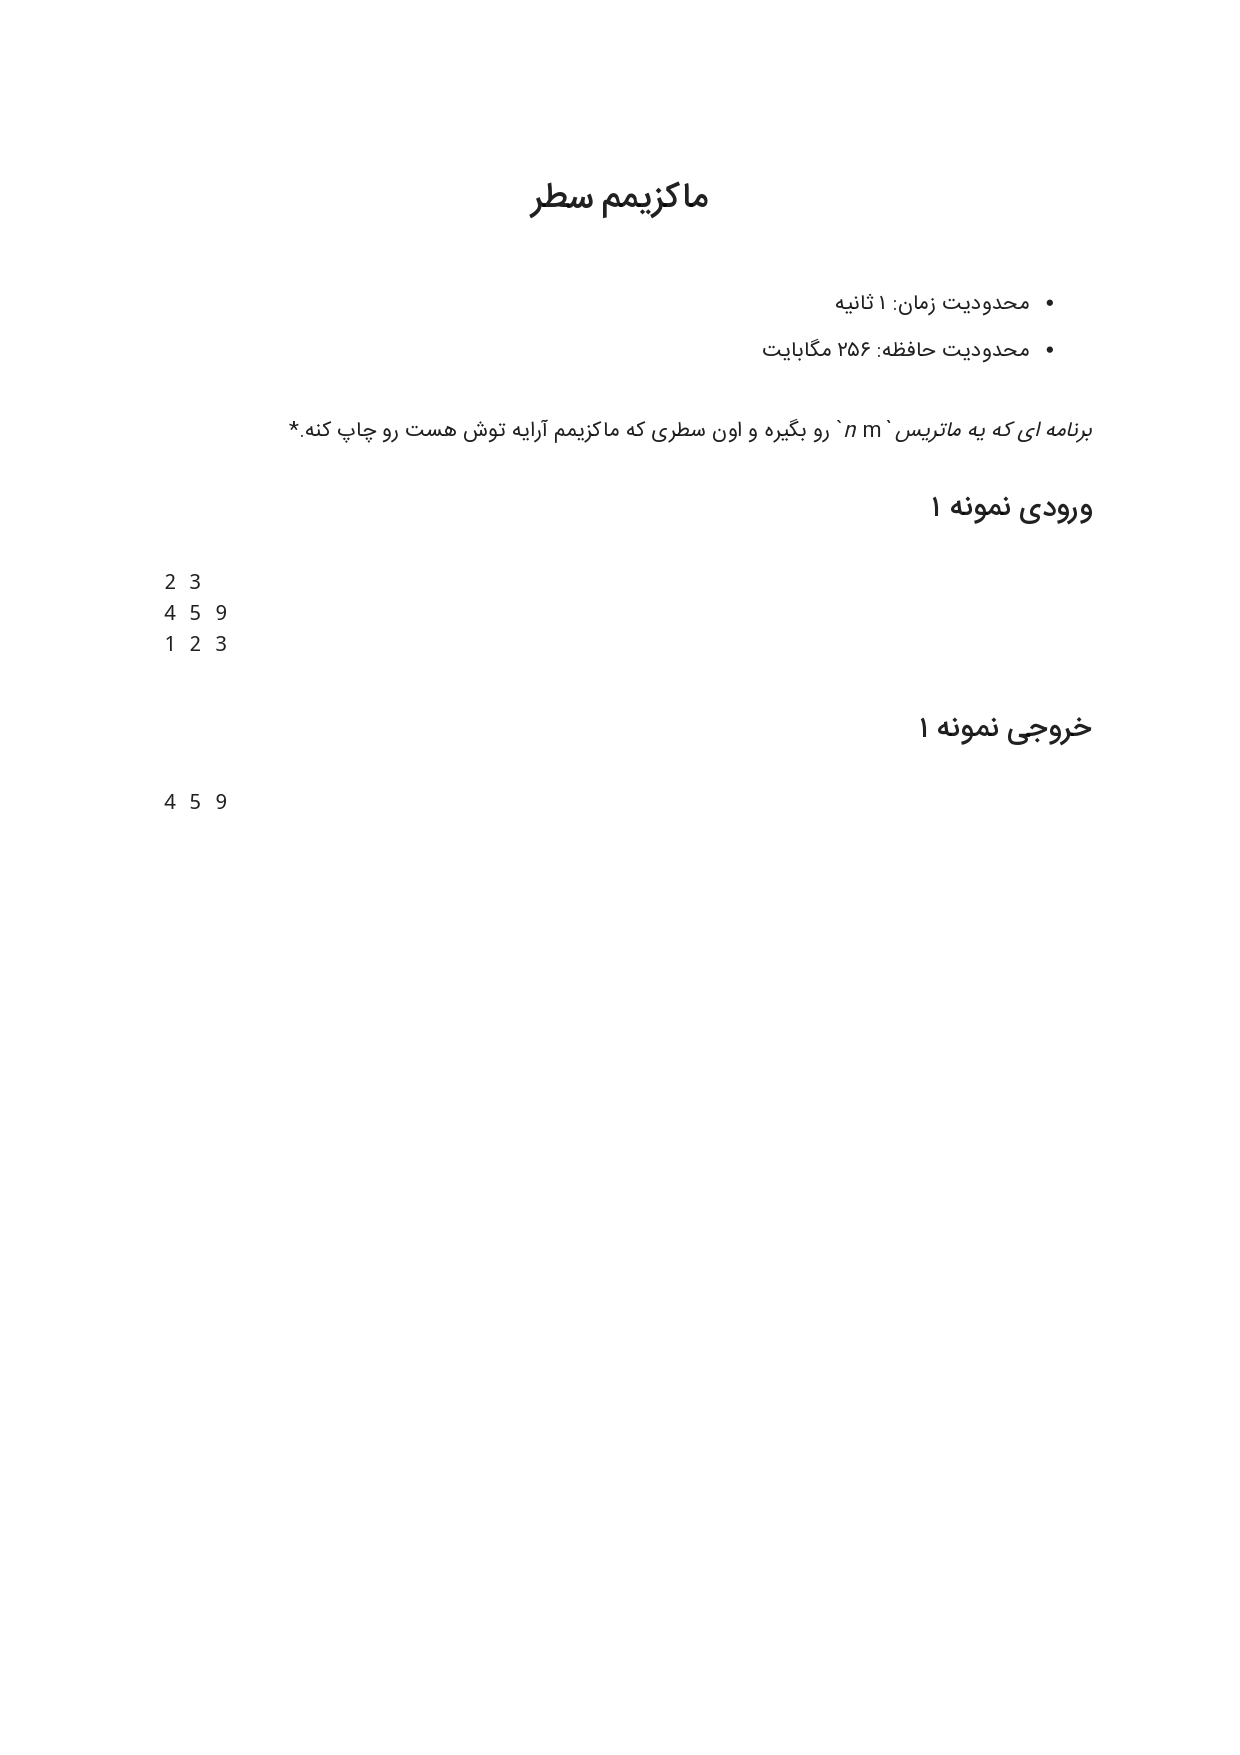 ماکزیمم سطر
• محدودیت زمان: ۱ ثانیه
• محدودیت حافظه: ۲۵۶ مگابایت
برنامه ای که یه ماتریس `n m` رو بگیره و اون سطری که ماکزیمم آرایه توش هست رو چاپ کنه.*
ورودی نمونه ۱
2 3
4 5 9
1 2 3
خروجی نمونه ۱
4 5 9